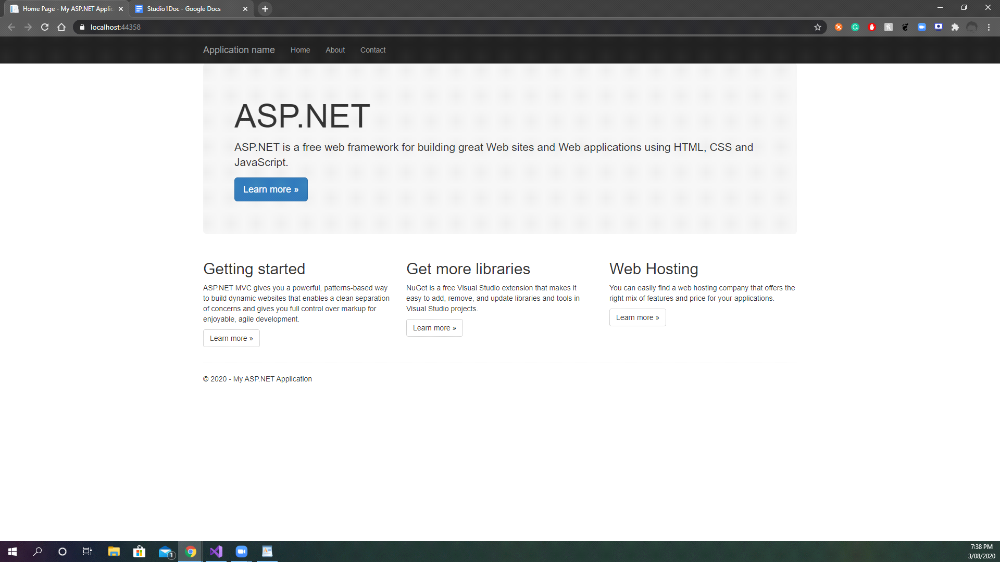 Home Page - My ASP.NET Applic
Studio1Doc - Google Docs
localhost:44358
Application name
Home
About
Contact
ASP.NET
ASP.NET is a free web framework for building great Web sites and Web applications using HTML, CSS and
JavaScript.
Learn more »
Getting started
ASP.NET MVC gives you a powerful, patterns-based way
to build dynamic websites that enables a clean separation
of concerns and gives you full control over markup for
enjoyable, agile development.
Learn more »
Get more libraries
NuGet is a free Visual Studio extension that makes it
easy to add, remove, and update libraries and tools in
Visual Studio projects.
Learn more »
Web Hosting
You can easily find a web hosting company that offers the
right mix of features and price for your applications.
Learn more »
© 2020 - My ASP.NET Application
1
7:38 PM
3/08/2020